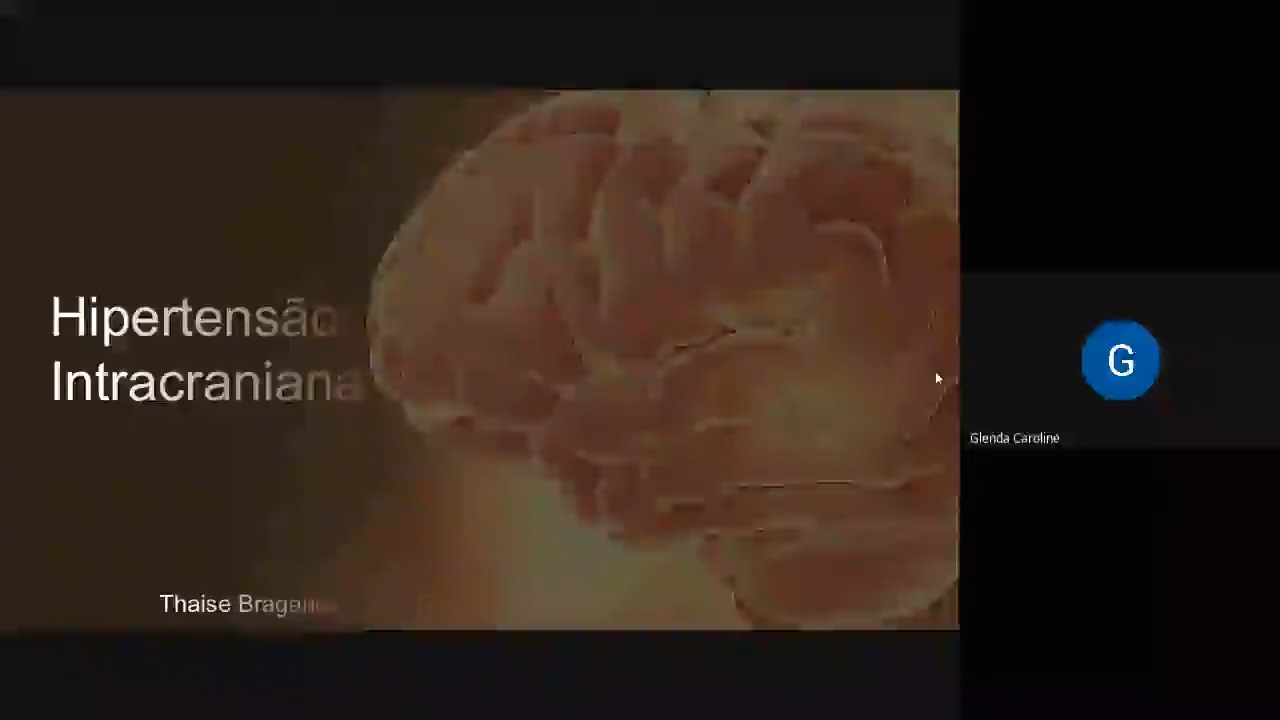 Hipertensão
Intracraniana
Thaise
G
Glenda Caroline